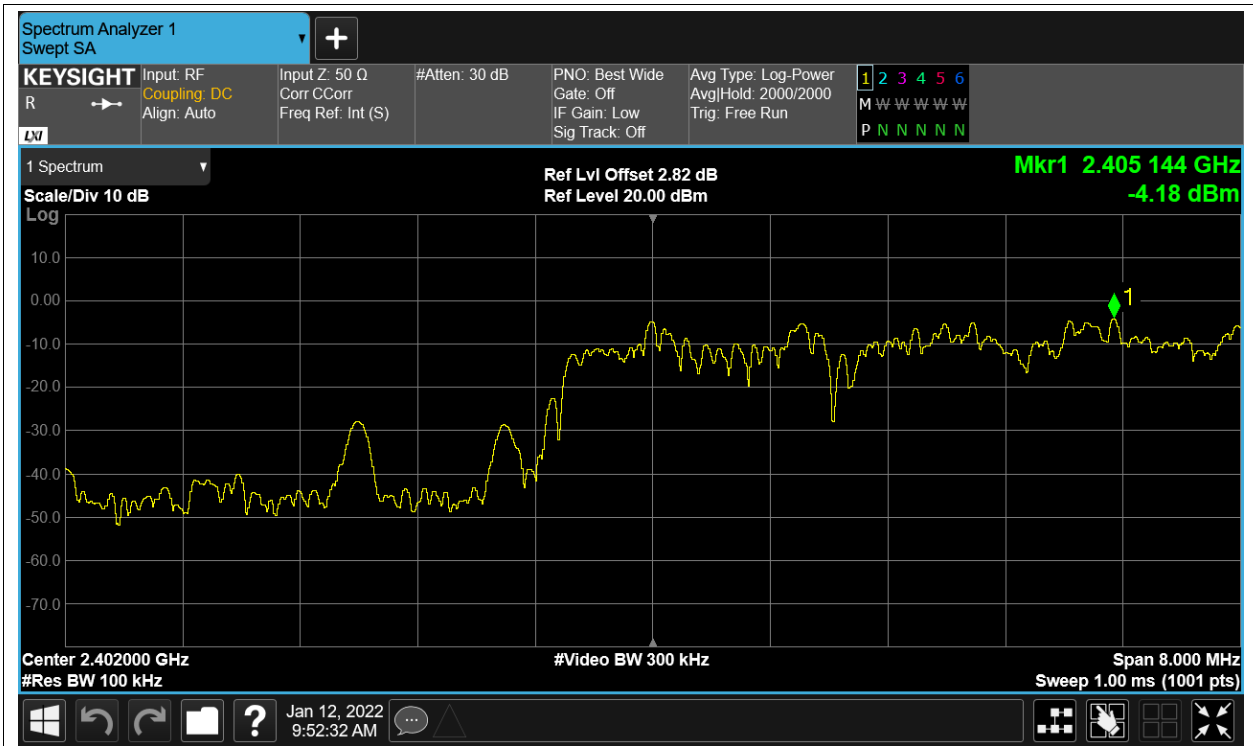 Spectrum Analyzer 1
Swept SA
KEYSIGHT
R
LXI
Input: RF
Coupling: DC
Align: Auto
Input Z: 50 Ω
Corr CCorr
Freq Ref: Int (S)
#Atten: 30 dB
PNO: Best Wide
Gate: Off
IF Gain: Low
Sig Track: Off
Avg Type: Log-Power
Avg|Hold: 2000/2000
Trig: Free Run
1 2 3 4 5 6
M W W W W W W
P N N N N N N
1 Spectrum
Scale/Div 10 dB
Log
Ref Lvl Offset 2.82 dB
Ref Level 20.00 dBm
Mkr1 2.405 144 GHz
-4.18 dBm
10.0
0.00
1
-10.0
-20.0
-30.0
-40.0
-50.0
-60.0
-70.0
Center 2.402000 GHz
#Res BW 100 kHz
#Video BW 300 kHz
Span 8.000 MHz
Sweep 1.00 ms (1001 pts)
?
Jan 12, 2022
9:52:32 AM